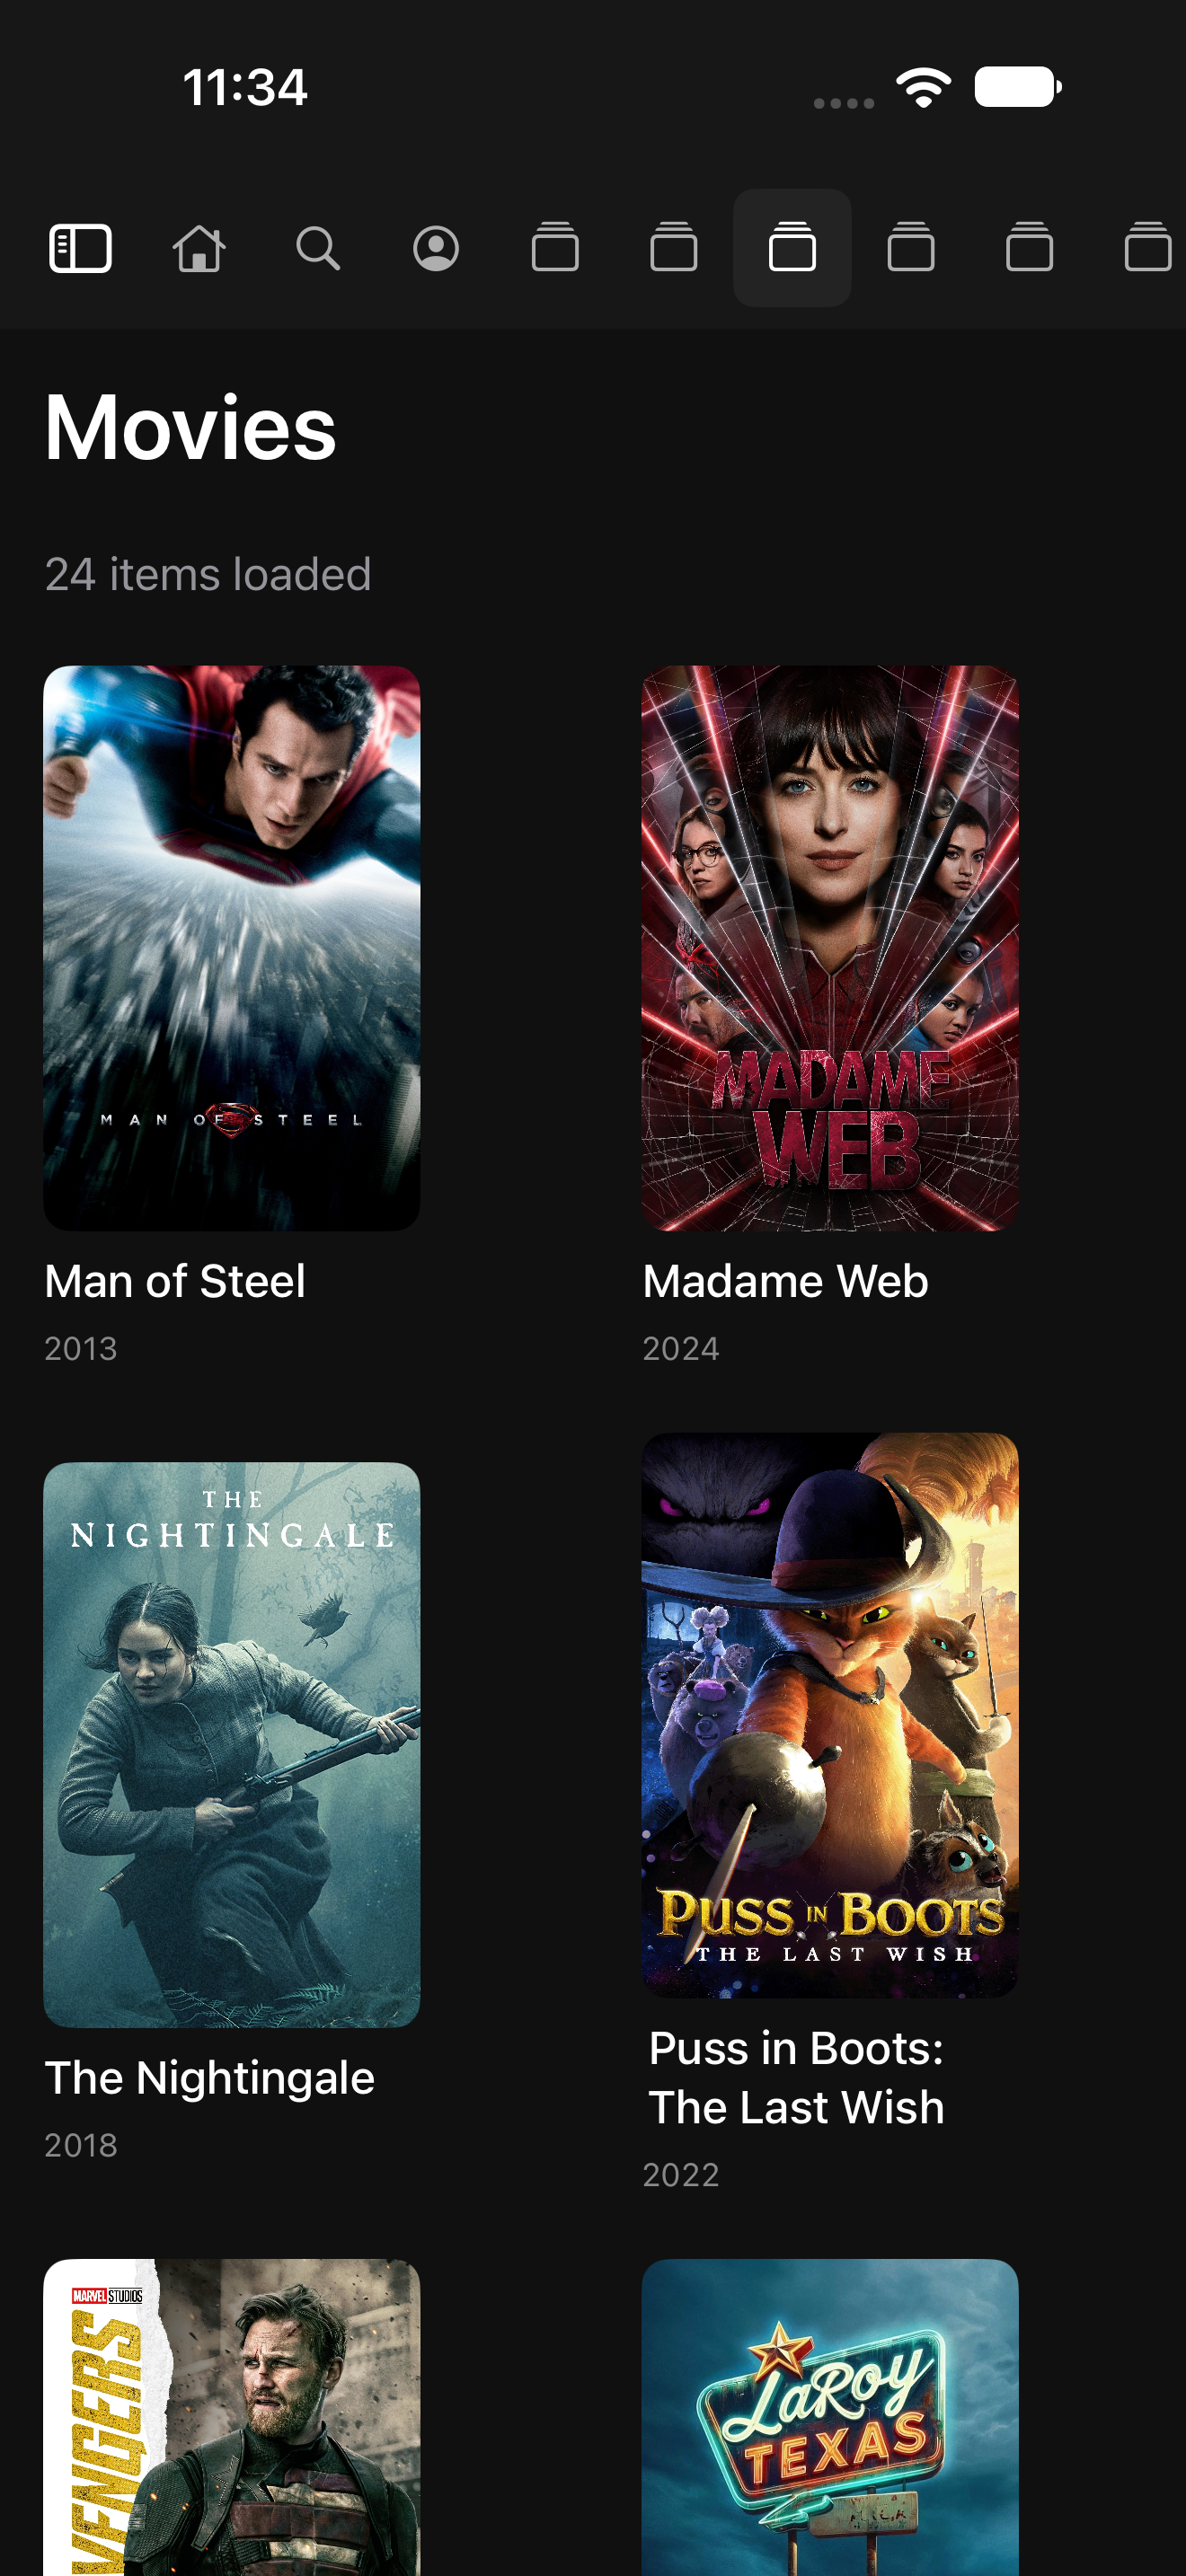 11:34
Movies
24 items loaded
MAN OF STEEL
MADAME
WEB
Man of Steel
2013
Madame Web
2024
THE
NIGHTINGALE
PUSS IN BOOTS
THE LAST WISH
The Nightingale
2018
Puss in Boots:
The Last Wish
2022
MARVEL STUDIOS
VENGERS
LaRoy
TEXAS